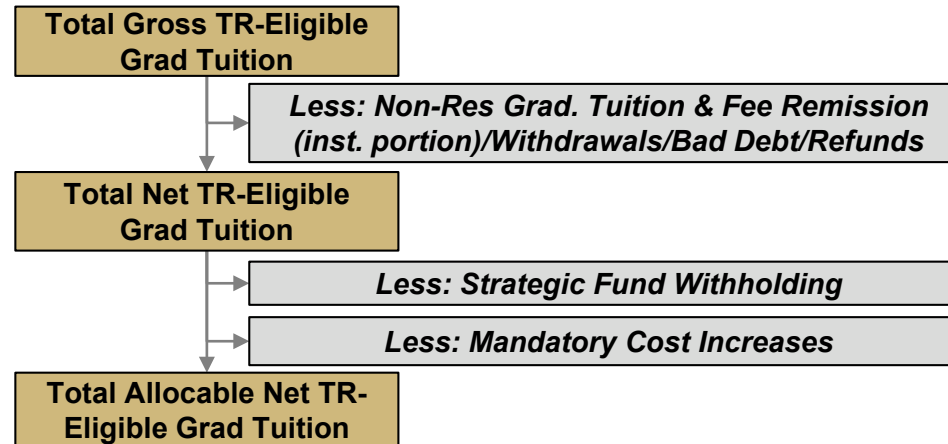 Total Gross TR-Eligible
Grad Tuition
Less: Non-Res Grad. Tuition & Fee Remission
(inst. portion)/Withdrawals/Bad Debt/Refunds
Total Net TR-Eligible
Grad Tuition
Less: Strategic Fund Withholding
Less: Mandatory Cost Increases
Total Allocable Net TR-
Eligible Grad Tuition